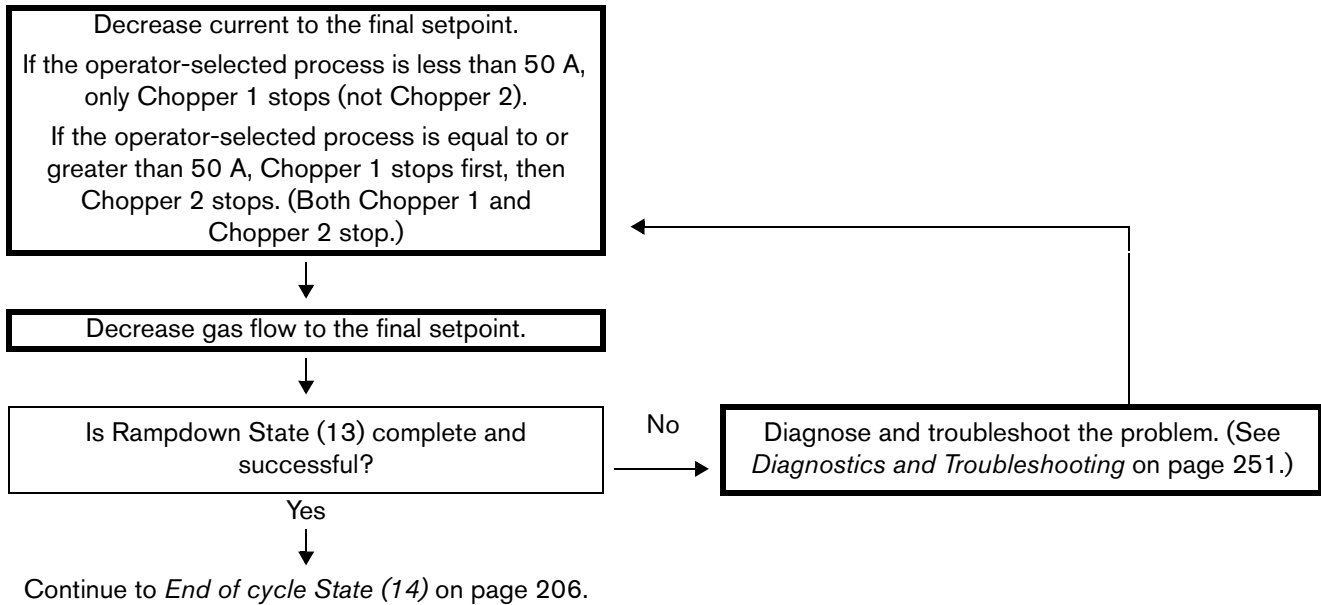 Decrease current to the final setpoint.
If the operator-selected process is less than 50 A,
only Chopper 1 stops (not Chopper 2).
If the operator-selected process is equal to or
greater than 50 A, Chopper 1 stops first, then
Chopper 2 stops. (Both Chopper 1 and
Chopper 2 stop.)
Decrease gas flow to the final setpoint.
Is Rampdown State (13) complete and
successful?
No
Diagnose and troubleshoot the problem. (See
Diagnostics and Troubleshooting on page 251.)
Yes
Continue to End of cycle State (14) on page 206.